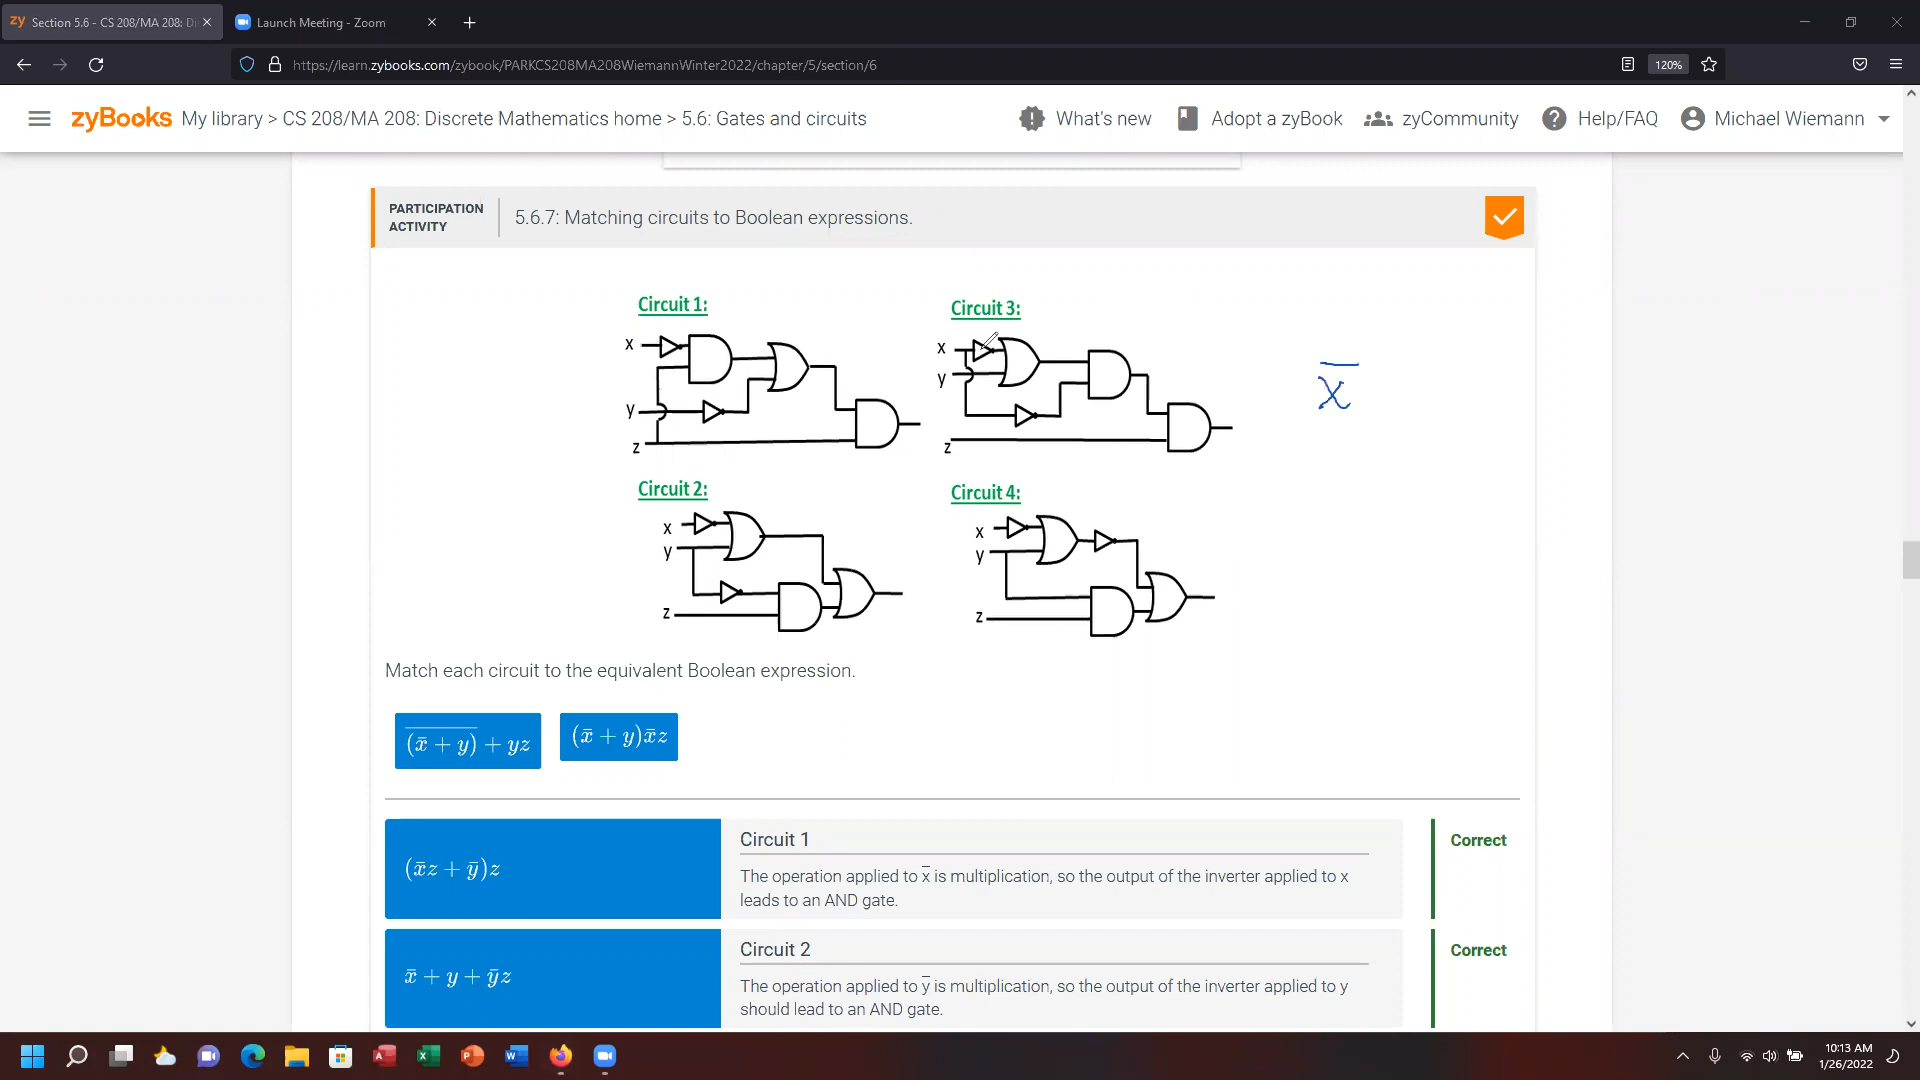 Section 5.6 - CS 208/MA 208: Di
Launch Meeting - Zoom
https://learn.zybooks.com/zybook/PARKCS208MA208WiemannWinter2022/chapter/5/section/6
120%
zyBooks My library > CS 208/MA 208: Discrete Mathematics home > 5.6: Gates and circuits
What's new
Adopt a zyBook
zyCommunity
Help/FAQ
Michael Wiemann
PARTICIPATION ACTIVITY
5.6.7: Matching circuits to Boolean expressions.
Circuit 1:
x
y
z
Circuit 3:
x
y
z
x̅
Circuit 2:
x
y
z
Circuit 4:
x
y
z
Match each circuit to the equivalent Boolean expression.
\overline{(x̅ + y)} + yz
(x̅ + y)x̅z
(x̅z + y̅)z
Circuit 1
Correct
The operation applied to x̅ is multiplication, so the output of the inverter applied to x
leads to an AND gate.
x̅ + y + y̅z
Circuit 2
Correct
The operation applied to y̅ is multiplication, so the output of the inverter applied to y
should lead to an AND gate.
10:13 AM
1/26/2022